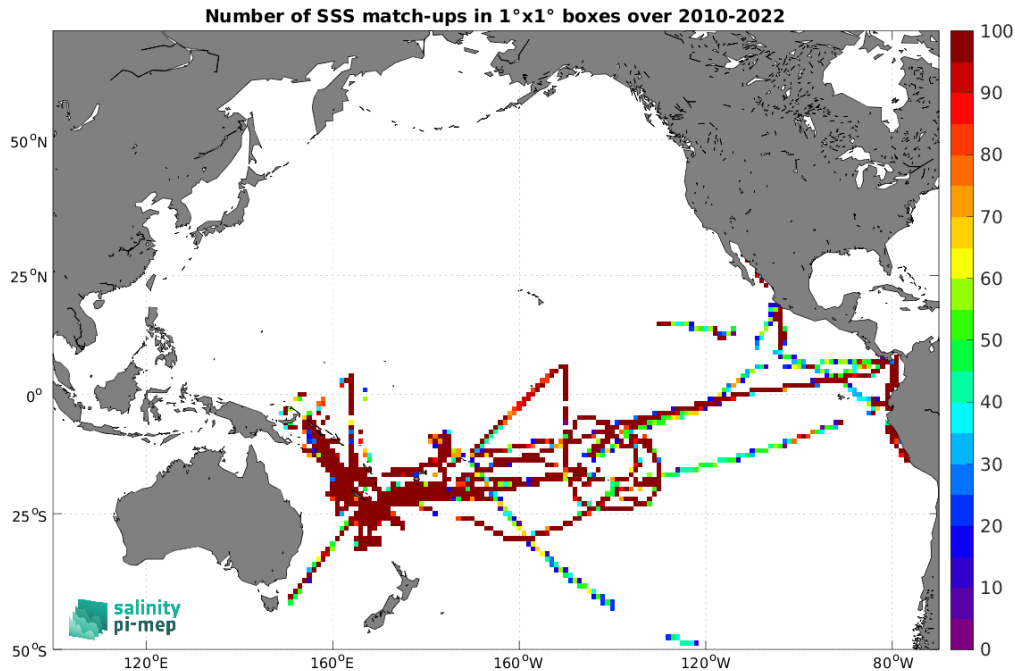 Number of SSS match-ups in 1°x1° boxes over 2010-2022
100
90
80
70
60
50
40
30
20
10
0
50°N
25°N
0°
25°S
50°S
120°E
160°E
160°W
120°W
80°W
salinity
pi-mep